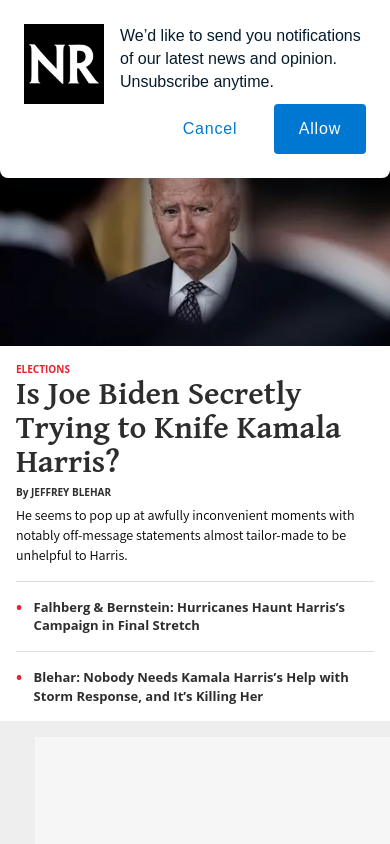 NR
We’d like to send you notifications
of our latest news and opinion.
Unsubscribe anytime.
Cancel
Allow
ELECTIONS
Is Joe Biden Secretly
Trying to Knife Kamala
Harris?
By JEFFREY BLEHAR
He seems to pop up at awfully inconvenient moments with
notably off-message statements almost tailor-made to be
unhelpful to Harris.
• Falhberg & Bernstein: Hurricanes Haunt Harris’s
Campaign in Final Stretch
• Blehar: Nobody Needs Kamala Harris’s Help with
Storm Response, and It’s Killing Her